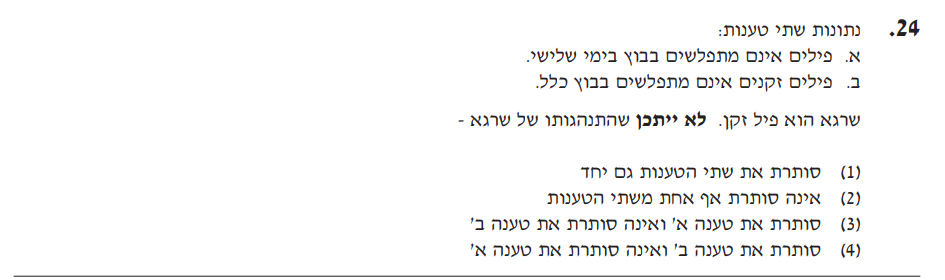 24. נתונות שתי טענות:
א. פילים אינם מתפלשים בבוץ בימי שלישי.
ב. פילים זקנים אינם מתפלשים בבוץ כלל.
שרגא הוא פיל זקן. לא ייתכן שהתנהגותו של שרגא -
(1) סותרת את שתי הטענות גם יחד
(2) אינה סותרת אף אחת משתי הטענות
(3) סותרת את טענה א' ואינה סותרת את טענה ב'
(4) סותרת את טענה ב' ואינה סותרת את טענה א'